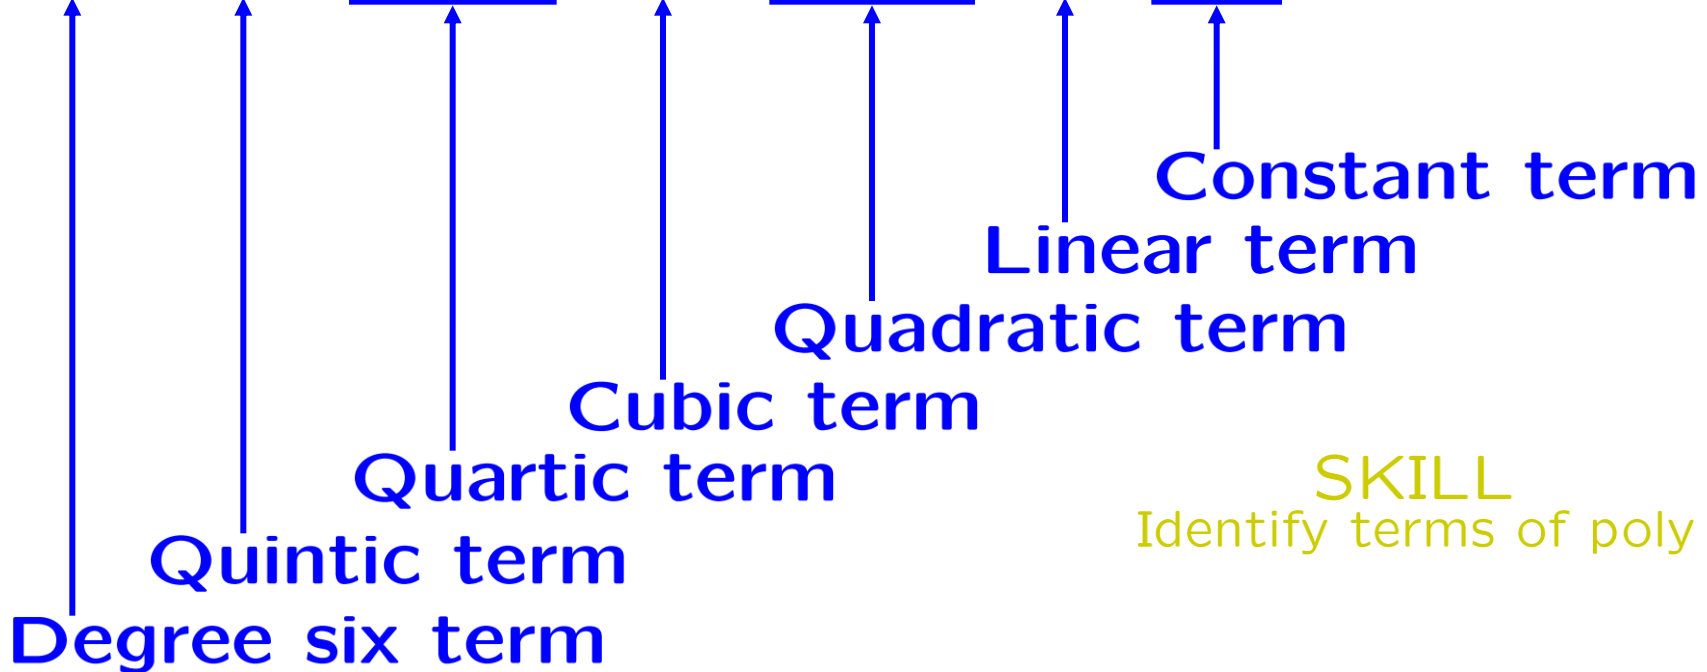 Constant term
Linear term
Quadratic term
Cubic term
Quartic term
SKILL
Identify terms of poly
Quintic term
Degree six term